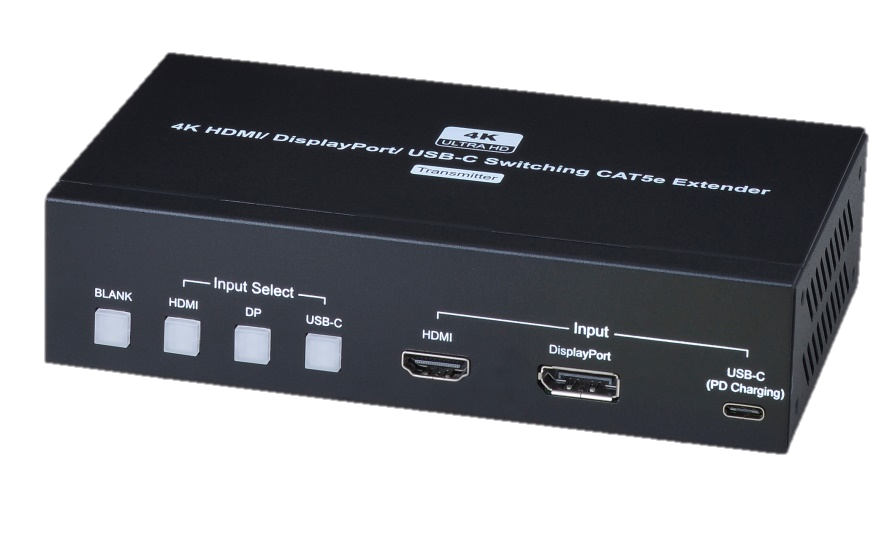 4K
ULTRA HD
4K HDMI/ DisplayPort/ USB-C Switching CAT5e Extender
Transmitter
BLANK
Input Select
HDMI
DP
USB-C
Input
HDMI
DisplayPort
USB-C
(PD Charging)